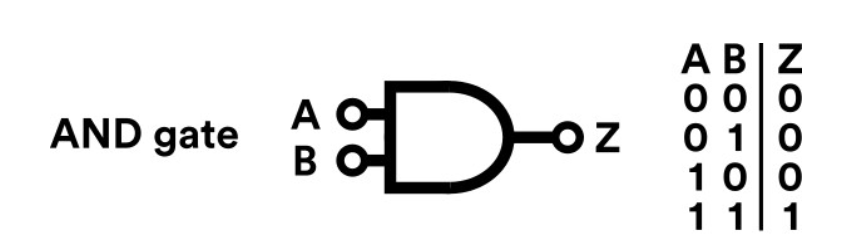 AND gate
A
B
Z
A B Z
0 0 0
0 1 0
1 0 0
1 1 1